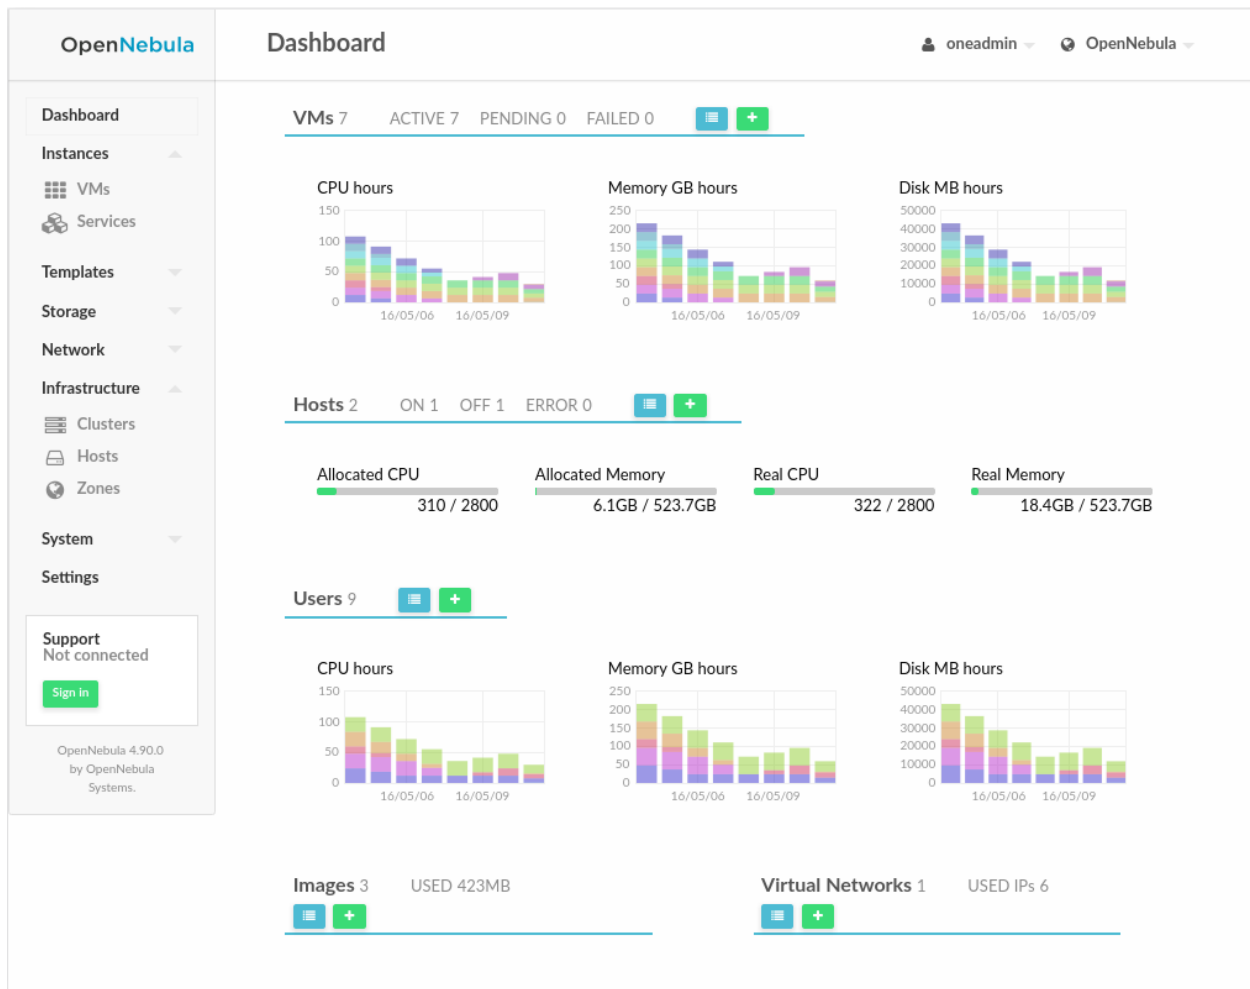 OpenNebula
Dashboard
oneadmin
OpenNebula
Dashboard
Instances
VMs
Services
Templates
Storage
Network
Infrastructure
Clusters
Hosts
Zones
System
Settings
Support
Not connected
Sign in
OpenNebula 4.90.0
by OpenNebula
Systems.
VMs 7 ACTIVE 7 PENDING 0 FAILED 0
CPU hours
150
100
50
0
16/05/06 16/05/09
Memory GB hours
250
200
150
100
50
0
16/05/06 16/05/09
Disk MB hours
50000
40000
30000
20000
10000
0
16/05/06 16/05/09
Hosts 2 ON 1 OFF 1 ERROR 0
Allocated CPU
310 / 2800
Allocated Memory
6.1GB / 523.7GB
Real CPU
322 / 2800
Real Memory
18.4GB / 523.7GB
Users 9
CPU hours
150
100
50
0
16/05/06 16/05/09
Memory GB hours
250
200
150
100
50
0
16/05/06 16/05/09
Disk MB hours
50000
40000
30000
20000
10000
0
16/05/06 16/05/09
Images 3 USED 423MB
Virtual Networks 1 USED IPs 6